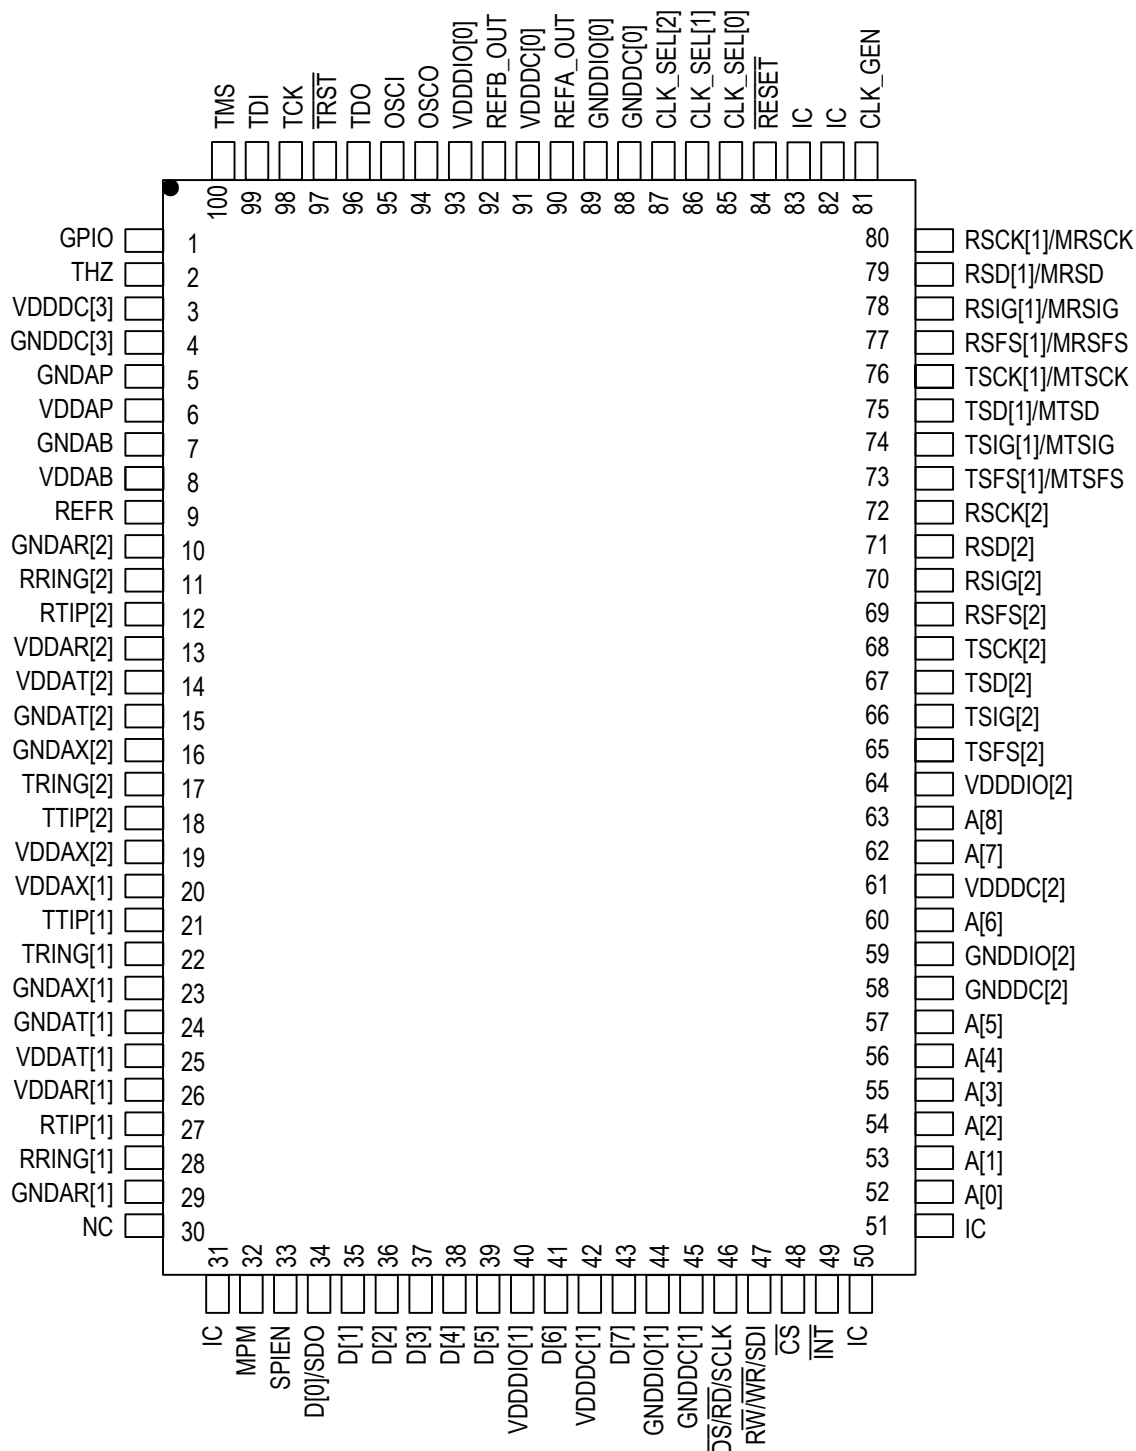 TMS
TDI
TCK
TRST
TDO
OSCI
OSCO
VDDDIO[0]
REFB_OUT
VDDDC[0]
REFA_OUT
GNDDIO[0]
GNDDC[0]
CLK_SEL[2]
CLK_SEL[1]
CLK_SEL[0]
RESET
IC
IC
CLK_GEN
100
99
98
97
96
95
94
93
92
91
90
89
88
87
86
85
84
83
82
81
GPIO 1
THZ 2
VDDDC[3] 3
GNDDC[3] 4
GNDAP 5
VDDAP 6
GNDAB 7
VDDAB 8
REFR 9
GNDAR[2] 10
RRING[2] 11
RTIP[2] 12
VDDAR[2] 13
VDDAT[2] 14
GNDAT[2] 15
GNDAX[2] 16
TRING[2] 17
TTIP[2] 18
VDDAX[2] 19
VDDAX[1] 20
TTIP[1] 21
TRING[1] 22
GNDAX[1] 23
GNDAT[1] 24
VDDAT[1] 25
VDDAR[1] 26
RTIP[1] 27
RRING[1] 28
GNDAR[1] 29
NC 30
80 RSCK[1]/MRSCK
79 RSD[1]/MRSD
78 RSIG[1]/MRSIG
77 RSFS[1]/MRSFS
76 TSCK[1]/MTSCK
75 TSD[1]/MTSD
74 TSIG[1]/MTSIG
73 TSFS[1]/MTSFS
72 RSCK[2]
71 RSD[2]
70 RSIG[2]
69 RSFS[2]
68 TSCK[2]
67 TSD[2]
66 TSIG[2]
65 TSFS[2]
64 VDDDIO[2]
63 A[8]
62 A[7]
61 VDDDC[2]
60 A[6]
59 GNDDIO[2]
58 GNDDC[2]
57 A[5]
56 A[4]
55 A[3]
54 A[2]
53 A[1]
52 A[0]
51 IC
31
32
33
34
35
36
37
38
39
40
41
42
43
44
45
46
47
48
49
50
IC
MPM
SPIEN
D[0]/SDO
D[1]
D[2]
D[3]
D[4]
D[5]
VDDDIO[1]
D[6]
VDDDC[1]
D[7]
GNDDIO[1]
GNDDC[1]
DS/RD/SCLK
RW/WR/SDI
CS
INT
IC